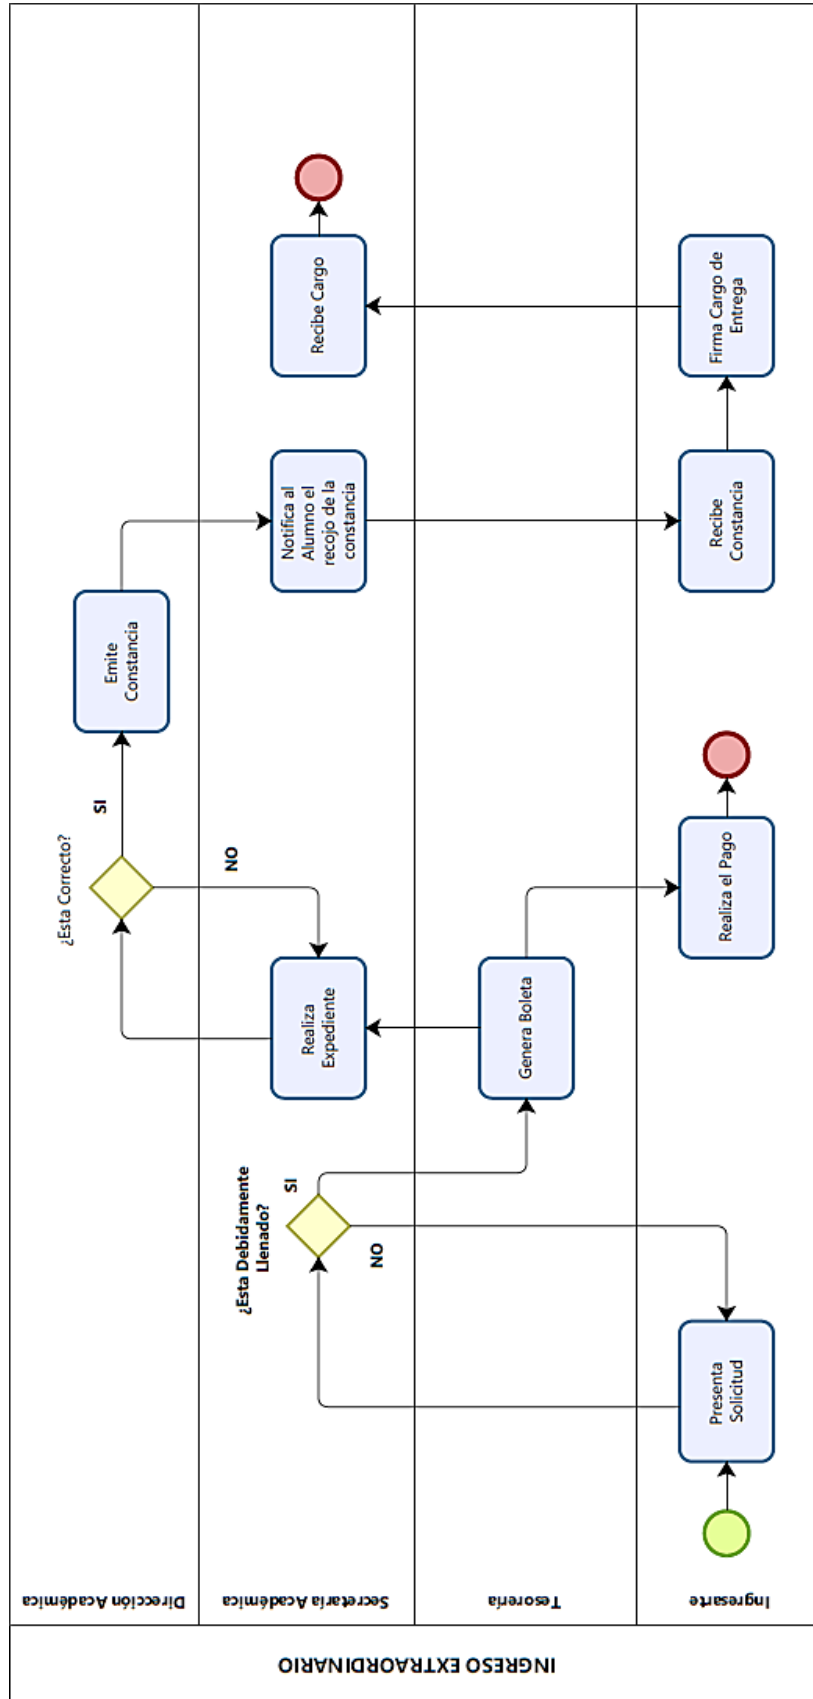 INGRESO EXTRAORDINARIO
Dirección Académica
Secretaría Académica
Tesorería
Ingresarte
¿Esta Correcto?
SI
NO
Emite
Constancia
¿Esta Debidamente
Llenado?
SI
NO
Realiza
Expediente
Notifica al
Alumno el
recojo de la
constancia
Recibe Cargo
Genera Boleta
Presenta
Solicitud
Realiza el Pago
Recibe
Constancia
Firma Cargo de
Entrega